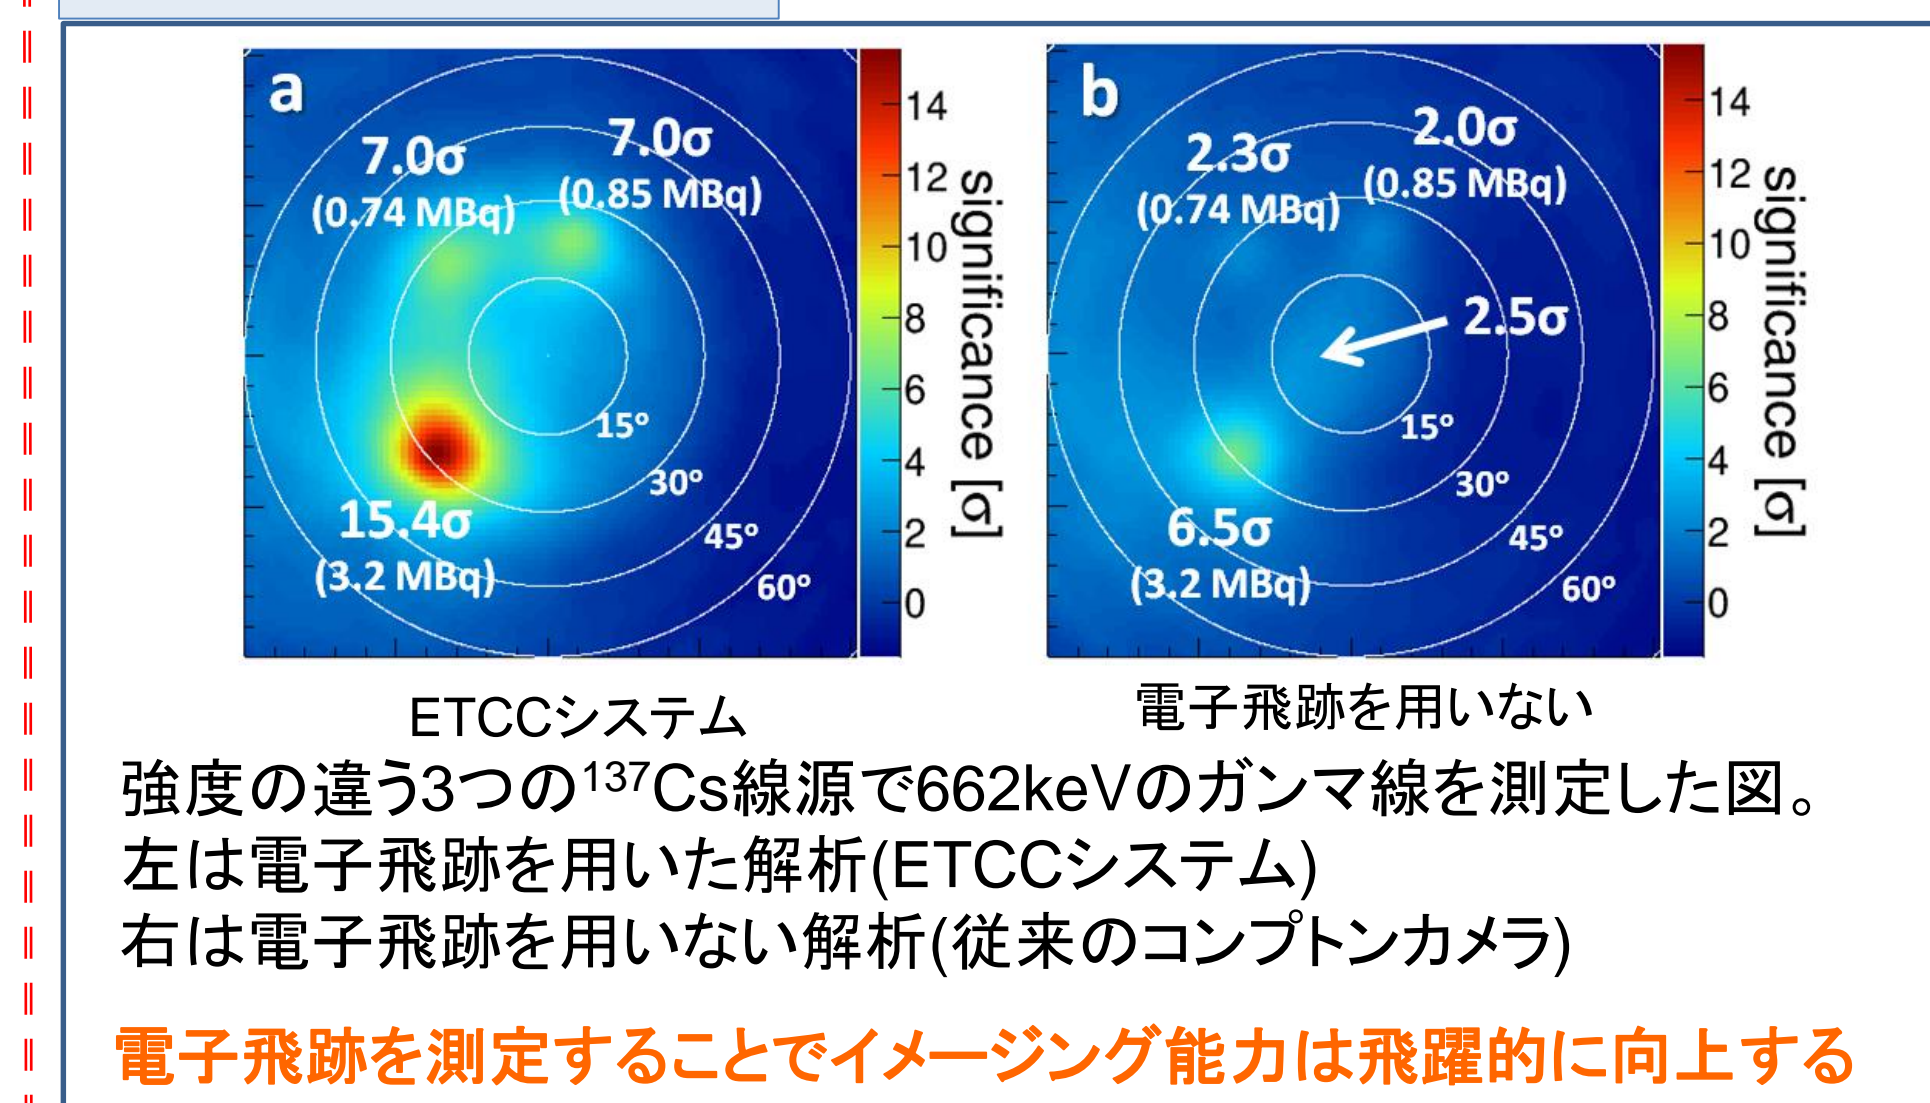 a
7.0σ
(0.74 MBq)
7.0σ
(0.85 MBq)
15.4σ
(3.2 MBq)
15°
30°
45°
60°
14
12
10
8
6
4
2
0
significance [σ]
b
2.3σ
(0.74 MBq)
2.0σ
(0.85 MBq)
2.5σ
6.5σ
(3.2 MBq)
15°
30°
45°
60°
14
12
10
8
6
4
2
0
significance [σ]
ETCCシステム
電子飛跡を用いない
強度の違う3つの¹³⁷Cs線源で662keVのガンマ線を測定した図。
左は電子飛跡を用いた解析(ETCCシステム)
右は電子飛跡を用いない解析(従来のコンプトンカメラ)
電子飛跡を測定することでイメージング能力は飛躍的に向上する